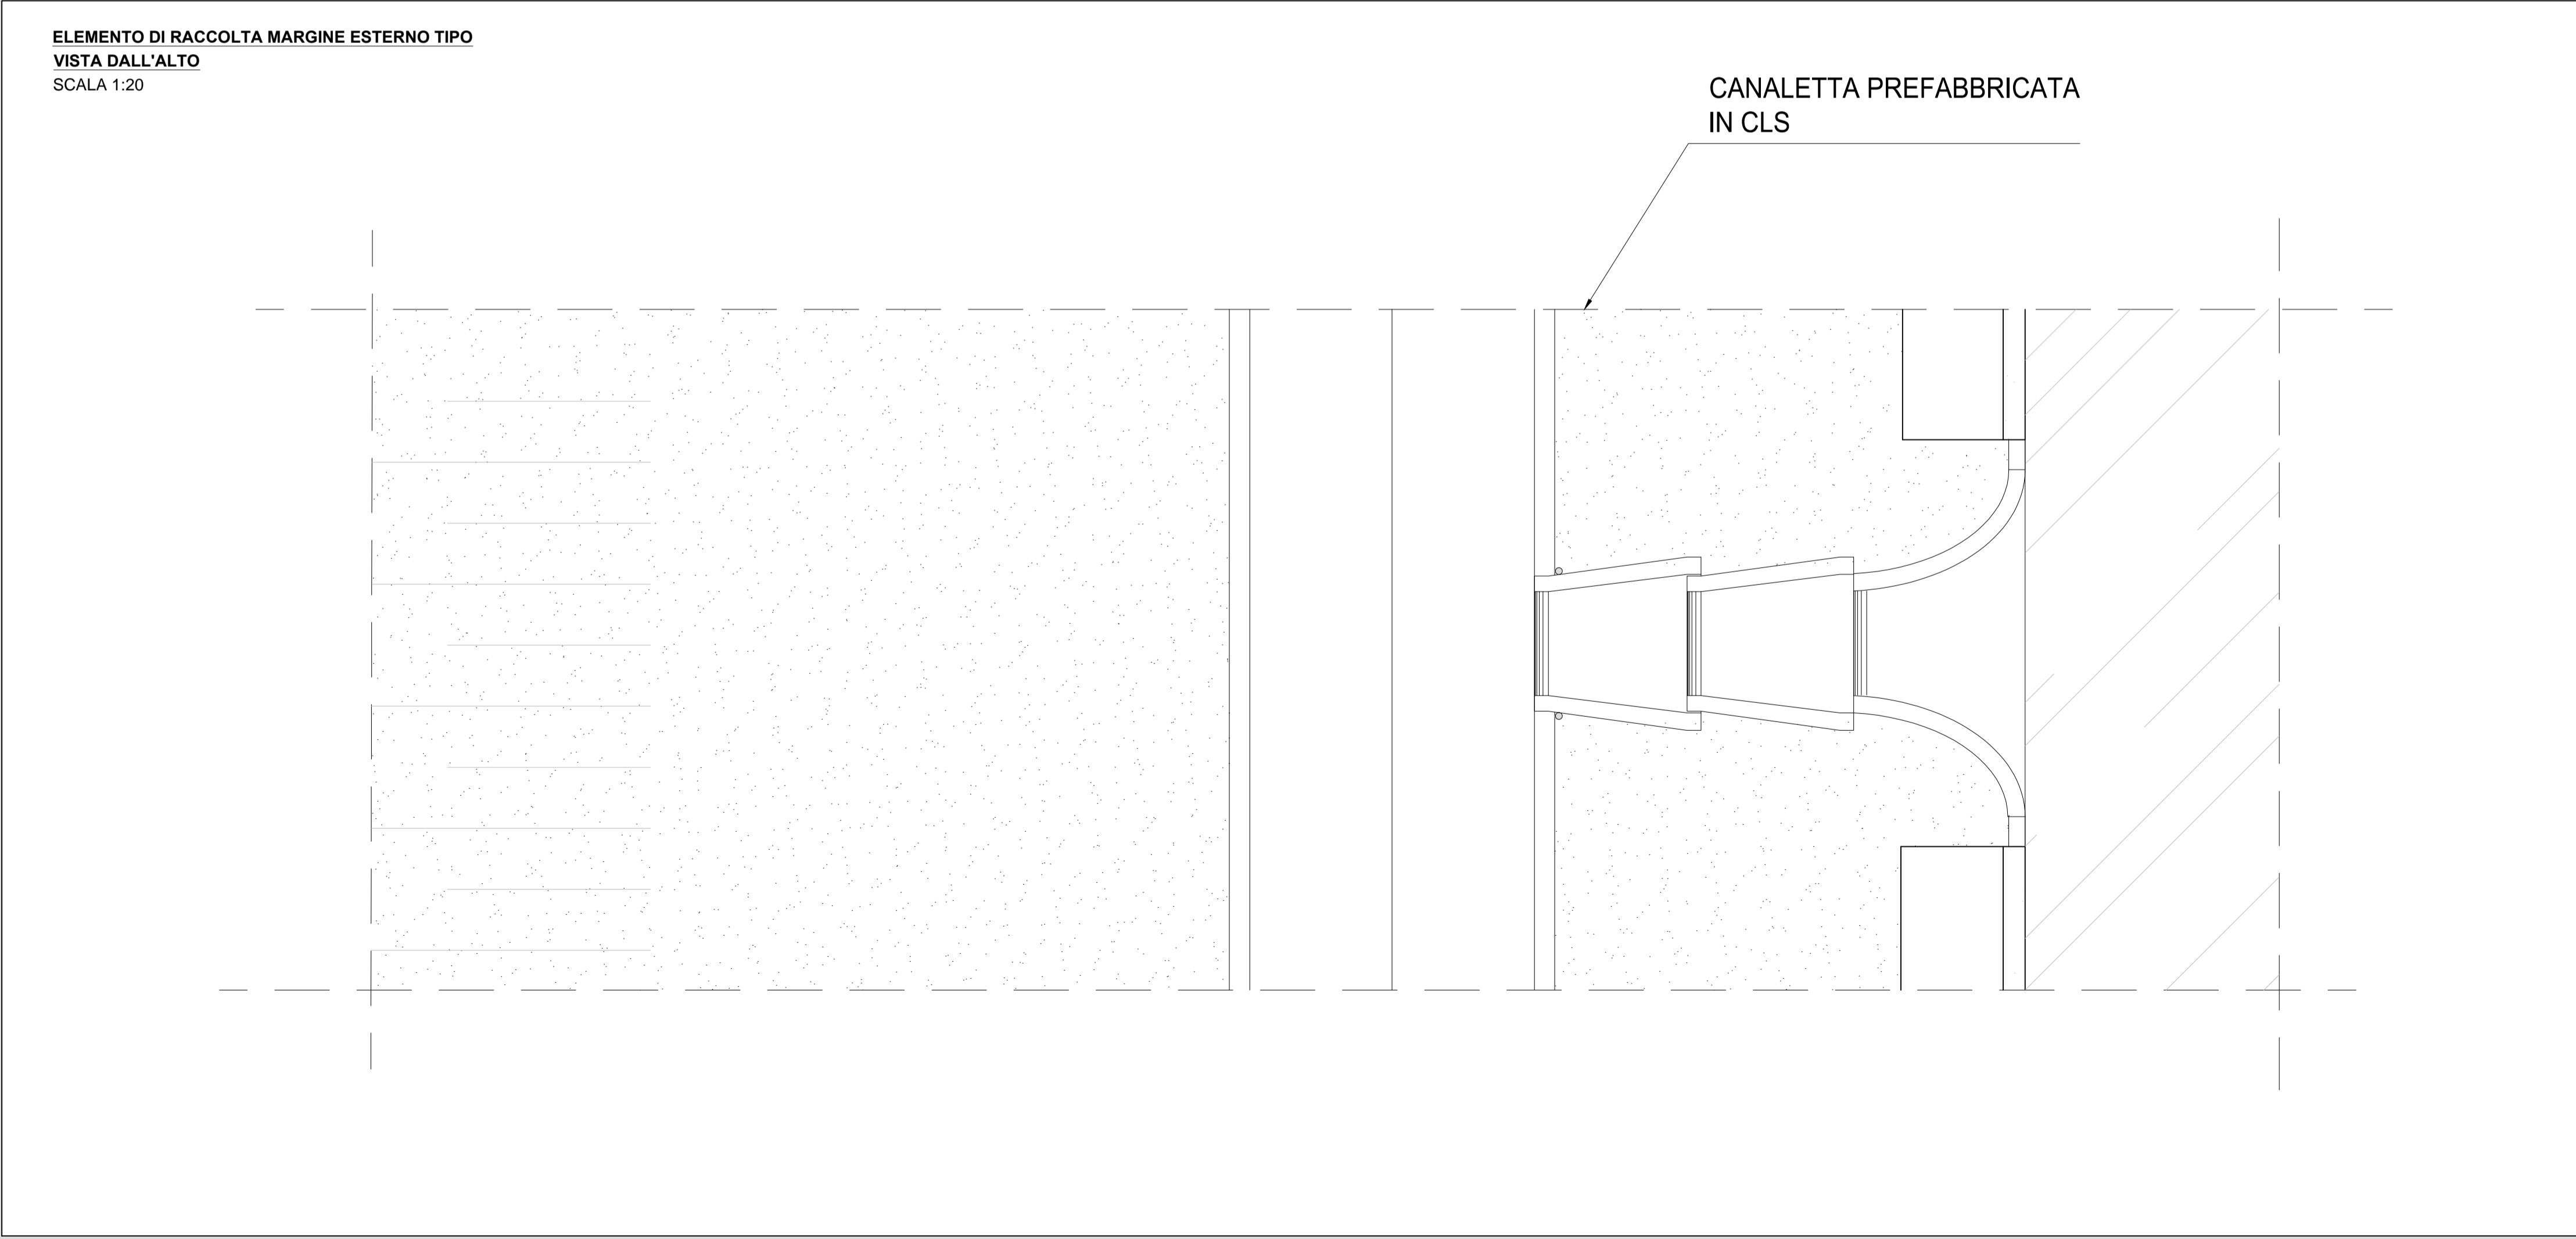 ELEMENTO DI RACCOLTA MARGINE ESTERNO TIPO
VISTA DALL'ALTO
SCALA 1:20
CANALETTA PREFABBRICATA
IN CLS